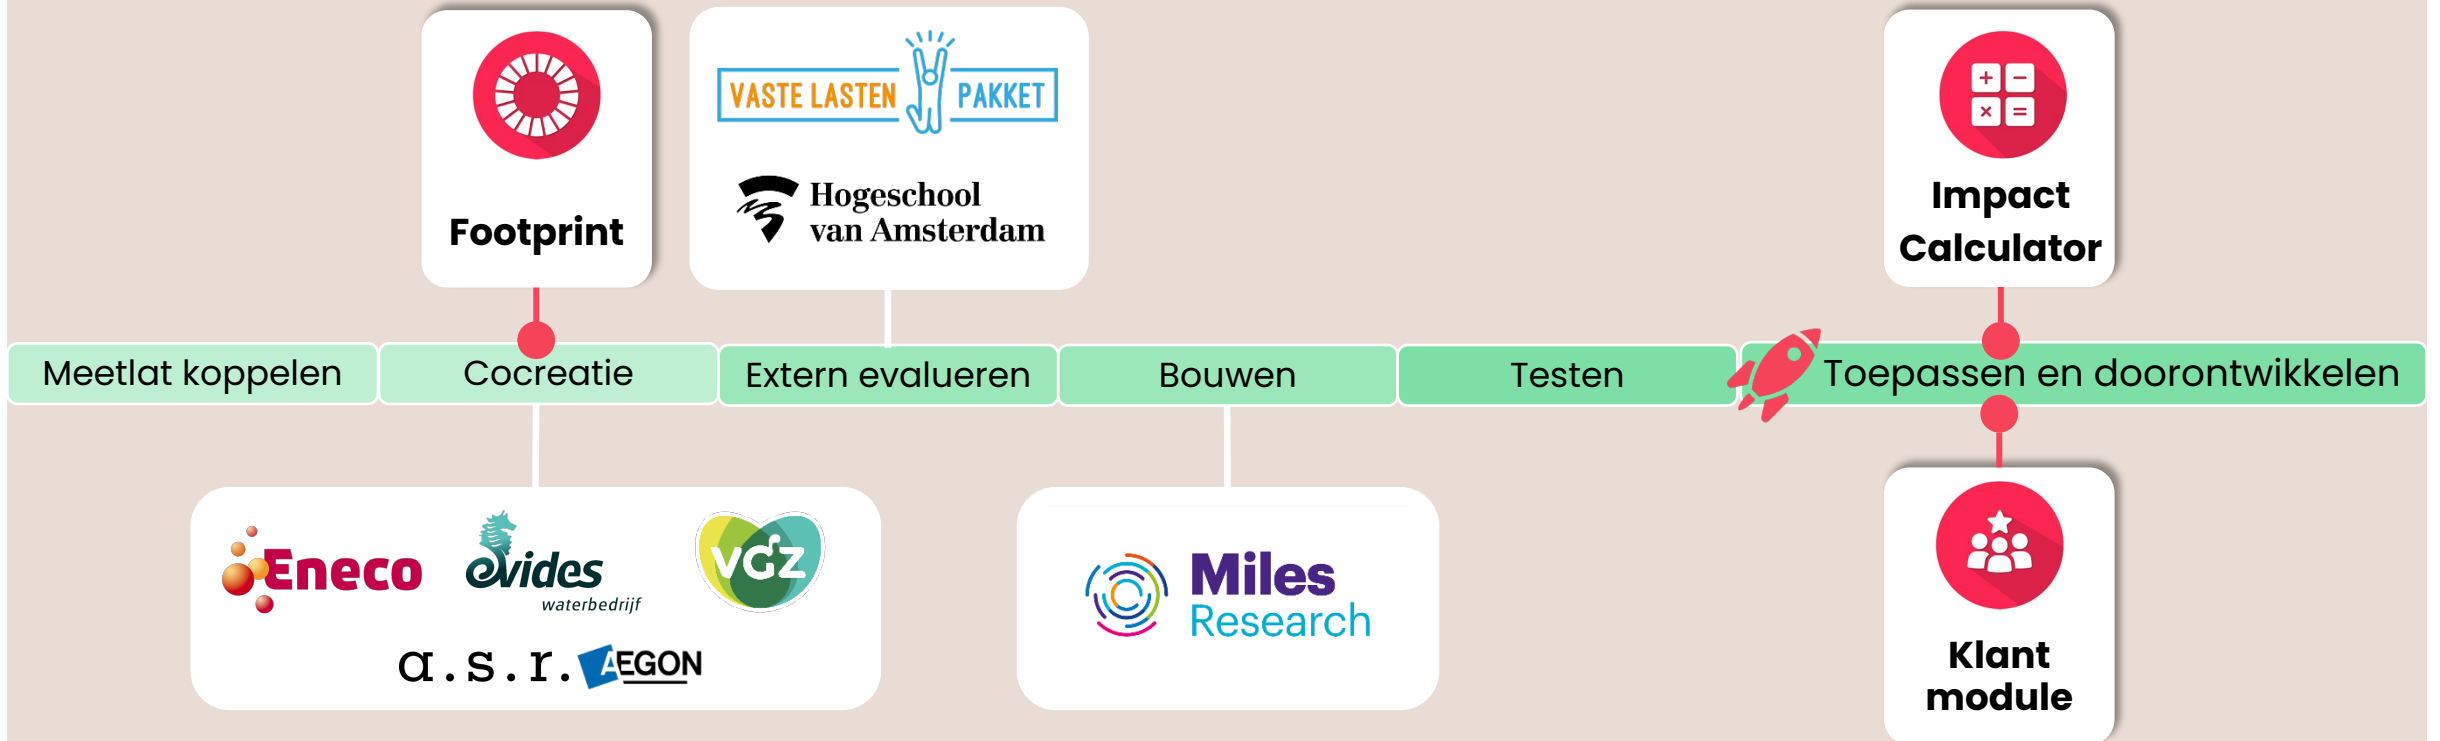 Footprint
VASTE LASTEN PAKKET
Hogeschool
van Amsterdam
+ −
× =
Impact
Calculator
Meetlat koppelen
Cocreatie
Extern evalueren
Bouwen
Testen
Toepassen en doorontwikkelen
Eneco
evides
waterbedrijf
VGZ
a.s.r.
AEGON
Miles
Research
Klant
module